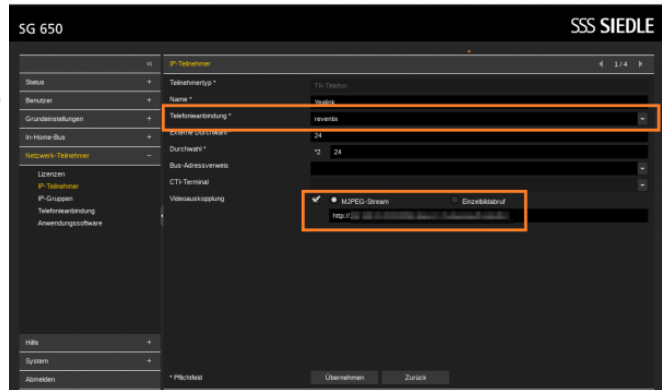 SG 650
SSS SIEDLE
«
IP-Teilnehmer
1/4
Status +
Benutzer +
Grundeinstellungen +
In-Home-Bus +
Netzwerk-Teilnehmer –
Lizenzen
IP-Teilnehmer
IP-Gruppen
Telefonieanbindung
Anwendungssoftware
Hilfe +
System +
Abmelden
Teilnehmertyp * TK-Telefon
Name * Yealink
Telefonieanbindung * reventix
Externe Durchwahl * 24
Durchwahl * *2 24
Bus-Adressverweis
CTI-Terminal
Videoauskopplung MJPEG-Stream Einzelbildabruf
http://
* Pflichtfeld Übernehmen Zurück